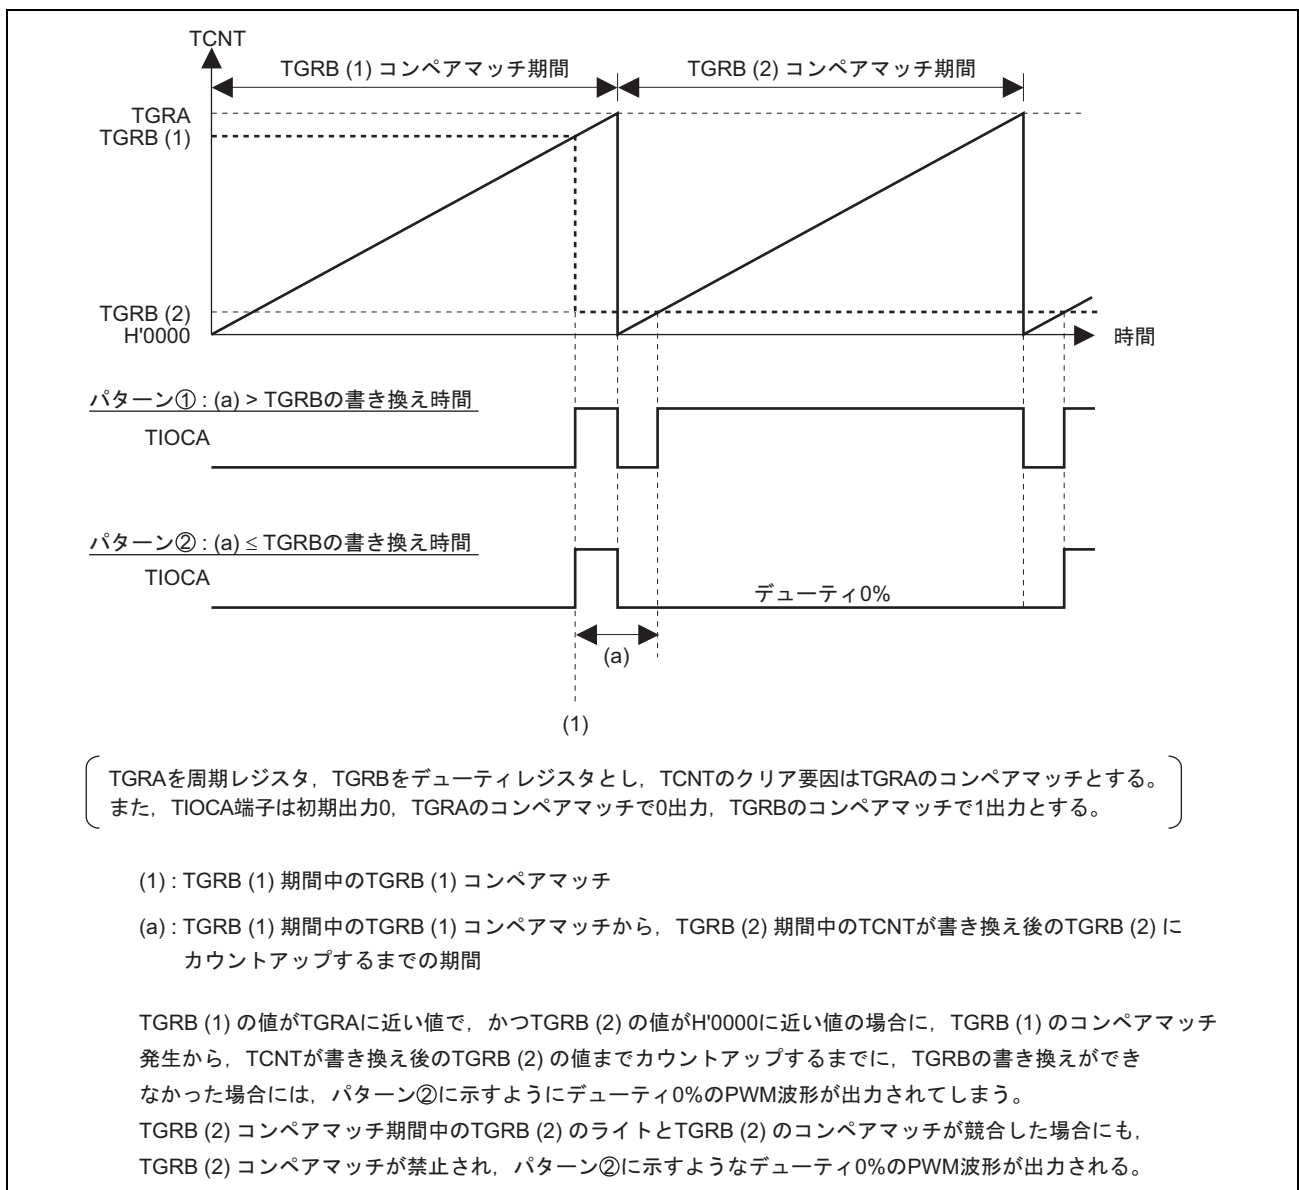 TCNT
TGRB (1) コンペアマッチ期間
TGRB (2) コンペアマッチ期間
TGRA
TGRB (1)
TGRB (2)
H'0000
時間
パターン① : (a) > TGRBの書き換え時間
TIOCA
パターン② : (a) ≤ TGRBの書き換え時間
TIOCA
デューティ0%
(a)
(1)
TGRAを周期レジスタ，TGRBをデューティレジスタとし，TCNTのクリア要因はTGRAのコンペアマッチとする。
また，TIOCA端子は初期出力0，TGRAのコンペアマッチで0出力，TGRBのコンペアマッチで1出力とする。
(1) : TGRB (1) 期間中のTGRB (1) コンペアマッチ
(a) : TGRB (1) 期間中のTGRB (1) コンペアマッチから，TGRB (2) 期間中のTCNTが書き換え後のTGRB (2) に
カウントアップするまでの期間
TGRB (1) の値がTGRAに近い値で，かつTGRB (2) の値がH'0000に近い値の場合に，TGRB (1) のコンペアマッチ
発生から，TCNTが書き換え後のTGRB (2) の値までカウントアップするまでに，TGRBの書き換えができ
なかった場合には，パターン②に示すようにデューティ0%のPWM波形が出力されてしまう。
TGRB (2) コンペアマッチ期間中のTGRB (2) のライトとTGRB (2) のコンペアマッチが競合した場合にも，
TGRB (2) コンペアマッチが禁止され，パターン②に示すようなデューティ0%のPWM波形が出力される。